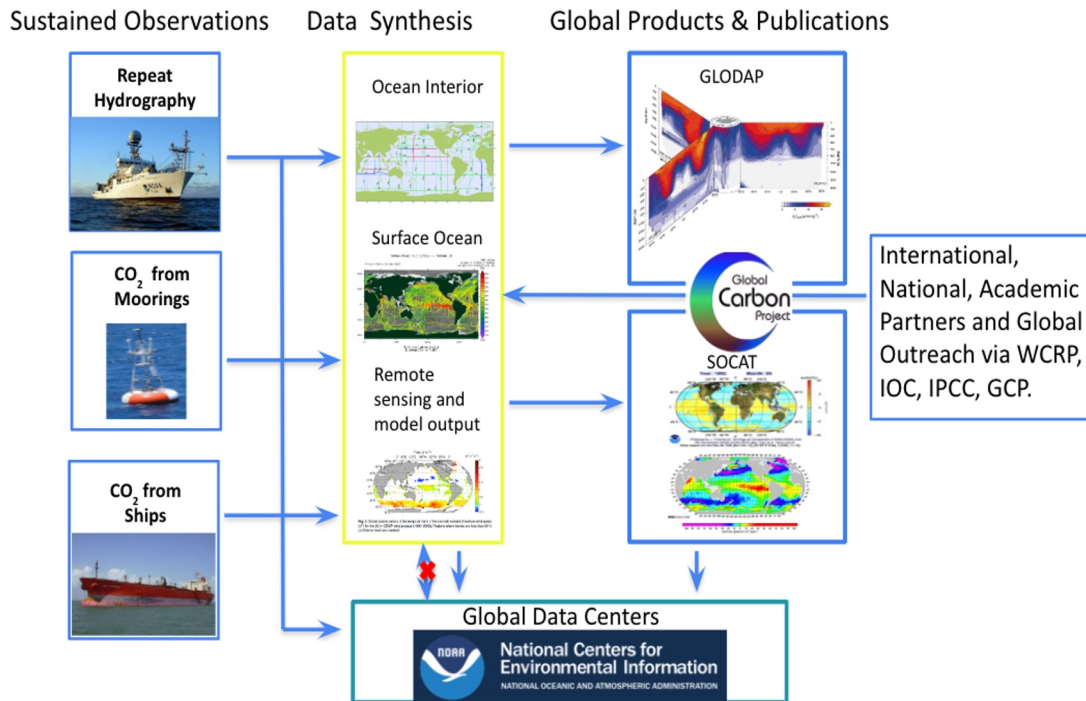 Sustained Observations
Data Synthesis
Global Products & Publications
Repeat
Hydrography
CO2 from
Moorings
CO2 from
Ships
Ocean Interior
Surface Ocean
Remote
sensing and
model output
GLODAP
Global
Carbon
Project
SOCAT
International,
National, Academic
Partners and Global
Outreach via WCRP,
IOC, IPCC, GCP.
Global Data Centers
NOAA
National Centers for
Environmental Information
NATIONAL OCEANIC AND ATMOSPHERIC ADMINISTRATION